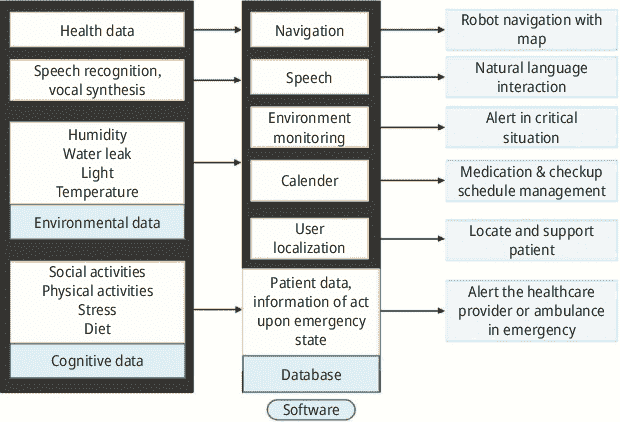 Health data
Speech recognition,
vocal synthesis
Humidity
Water leak
Light
Temperature
Environmental data
Social activities
Physical activities
Stress
Diet
Cognitive data
Navigation
Speech
Environment
monitoring
Calender
User
localization
Patient data,
information of act
upon emergency
state
Database
Software
Robot navigation with
map
Natural language
interaction
Alert in critical
situation
Medication & checkup
schedule management
Locate and support
patient
Alert the healthcare
provider or ambulance
in emergency